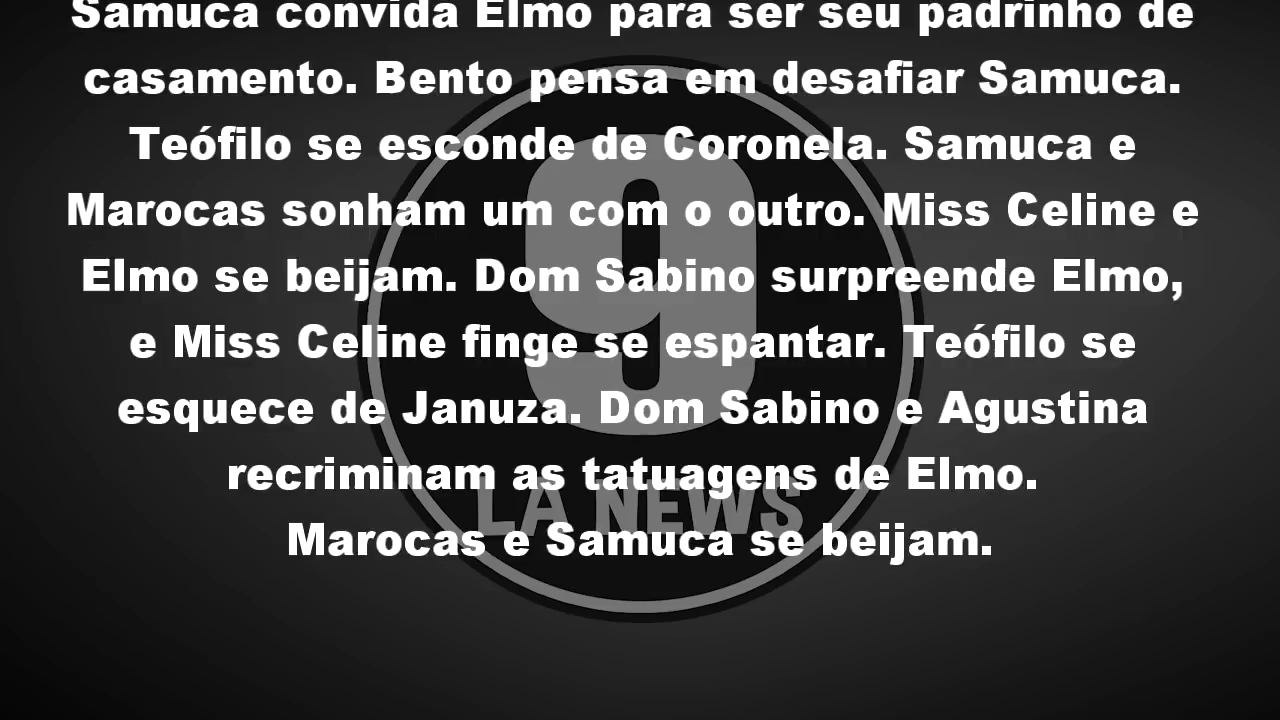 Samuca convida Elmo para ser seu padrinho de
casamento. Bento pensa em desafiar Samuca.
Teófilo se esconde de Coronela. Samuca e
Marocas sonham um com o outro. Miss Celine e
Elmo se beijam. Dom Sabino surpreende Elmo,
e Miss Celine finge se espantar. Teófilo se
esquece de Januza. Dom Sabino e Agustina
recriminam as tatuagens de Elmo.
Marocas e Samuca se beijam.
9
LA NEWS